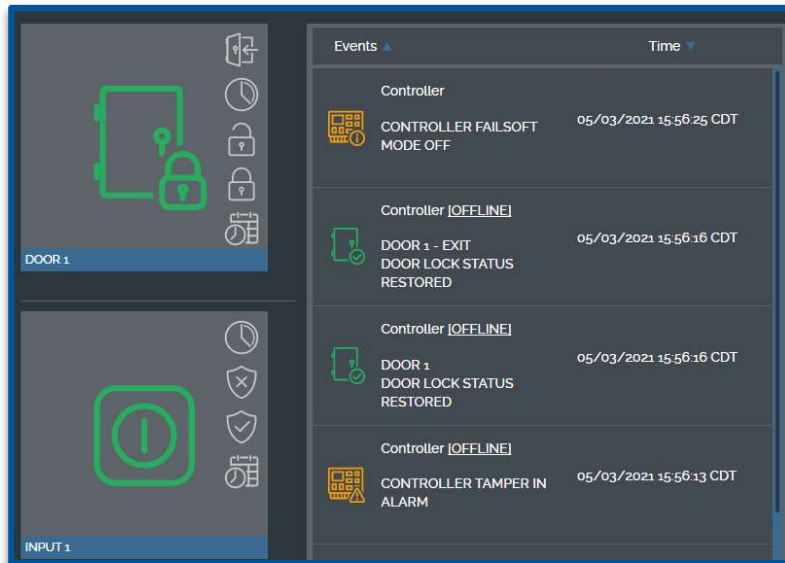 Events
Time
Controller
CONTROLLER FAILSOFT
MODE OFF
05/03/2021 15:56:25 CDT
Controller [OFFLINE]
DOOR 1 - EXIT
DOOR LOCK STATUS
RESTORED
05/03/2021 15:56:16 CDT
Controller [OFFLINE]
DOOR 1
DOOR LOCK STATUS
RESTORED
05/03/2021 15:56:16 CDT
Controller [OFFLINE]
CONTROLLER TAMPER IN
ALARM
05/03/2021 15:56:13 CDT
DOOR 1
INPUT 1